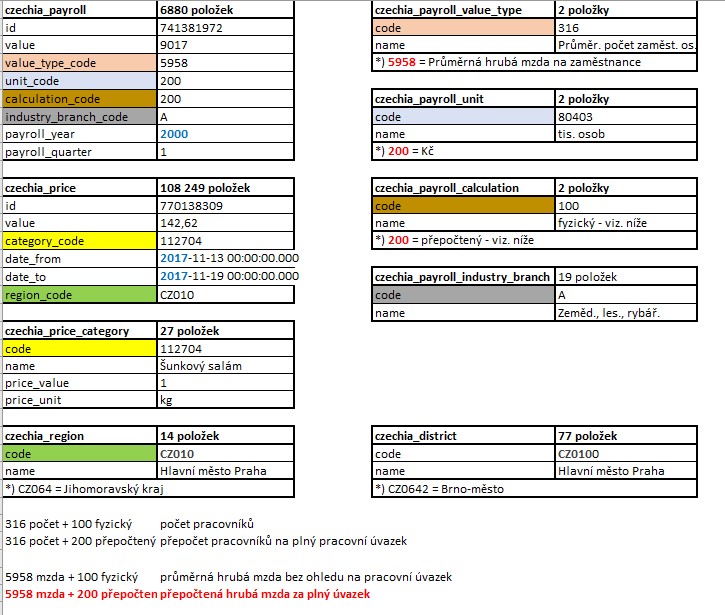 czechia_payroll 6880 položek
id 741381972
value 9017
value_type_code 5958
unit_code 200
calculation_code 200
industry_branch_code A
payroll_year 2000
payroll_quarter 1
czechia_payroll_value_type 2 položky
code 316
name Průměr. počet zaměst. os.
*) 5958 = Průměrná hrubá mzda na zaměstnance
czechia_payroll_unit 2 položky
code 80403
name tis. osob
*) 200 = Kč
czechia_price 108 249 položek
id 770138309
value 142,62
category_code 112704
date_from 2017-11-13 00:00:00.000
date_to 2017-11-19 00:00:00.000
region_code CZ010
czechia_payroll_calculation 2 položky
code 100
name fyzický - viz. níže
*) 200 = přepočtený - viz. níže
czechia_payroll_industry_branch 19 položek
code A
name Zeměd., les., rybář.
czechia_price_category 27 položek
code 112704
name Šunkový salám
price_value 1
price_unit kg
czechia_region 14 položek
code CZ010
name Hlavní město Praha
*) CZ064 = Jihomoravský kraj
czechia_district 77 položek
code CZ0100
name Hlavní město Praha
*) CZ0642 = Brno-město
316 počet + 100 fyzický počet pracovníků
316 počet + 200 přepočtený přepočet pracovníků na plný pracovní úvazek
5958 mzda + 100 fyzický průměrná hrubá mzda bez ohledu na pracovní úvazek
5958 mzda + 200 přepočten přepočtená hrubá mzda za plný úvazek